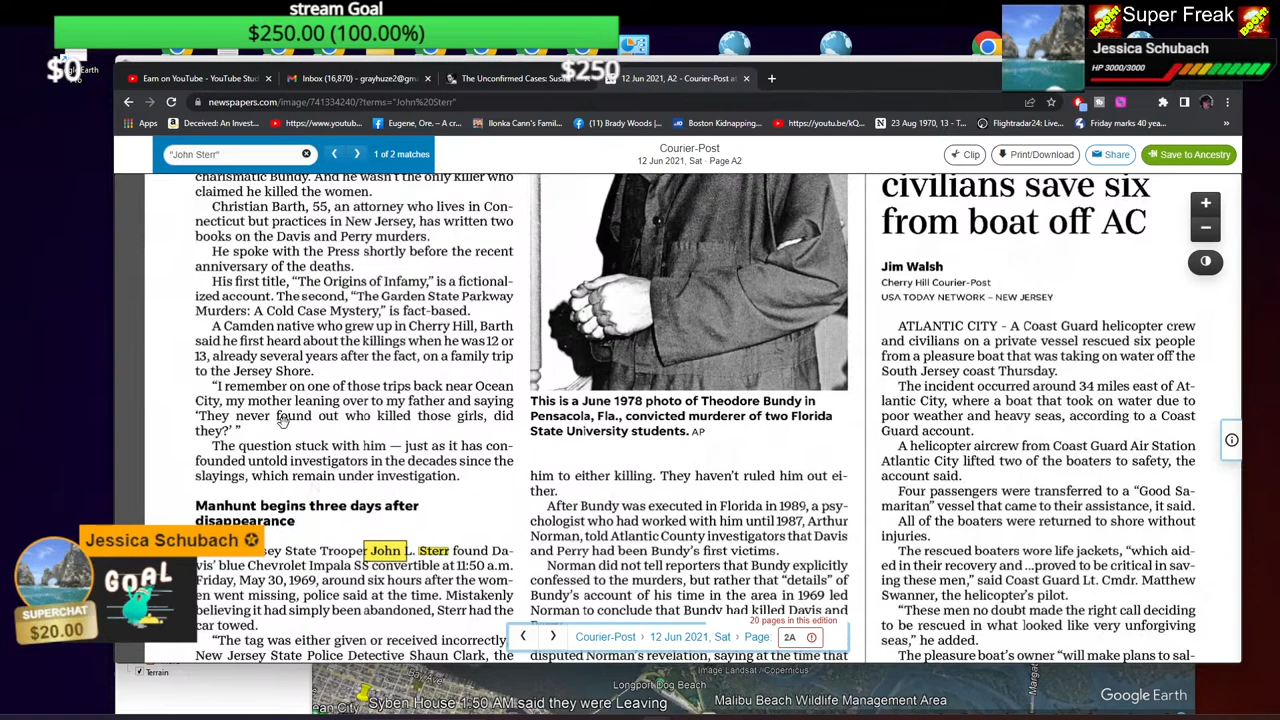 stream Goal
$250.00 (100.00%)
$0
$250
Super Freak
BOOM!
BOOM!
Jessica Schubach
HP 3000/3000
Earn on YouTube - YouTube Stud
Inbox (16,870) - grayhuze2@gm
The Unconfirmed Cases: Sus
12 Jun 2021, A2 - Courier-Post at
newspapers.com/image/741334240/?terms="John%20Sterr"
Apps
Deceived: An Invest...
https://www.youtub...
Eugene, Ore. – A c...
Ilonka Cann's Famil...
(11) Brady Woods |...
Boston Kidnapping...
https://youtu.be/kQ...
23 Aug 1970, 13 - T...
Flightradar24: Live...
Friday marks 40 yea...
"John Sterr"
1 of 2 matches
Courier-Post
12 Jun 2021, Sat · Page A2
Clip
Print/Download
Share
Save to Ancestry
charismatic Bundy. And he wasn't the only killer who
claimed he killed the women.
Christian Barth, 55, an attorney who lives in Con-
necticut but practices in New Jersey, has written two
books on the Davis and Perry murders.
He spoke with the Press shortly before the recent
anniversary of the deaths.
His first title, "The Origins of Infamy," is a fictional-
ized account. The second, "The Garden State Parkway
Murders: A Cold Case Mystery," is fact-based.
A Camden native who grew up in Cherry Hill, Barth
said he first heard about the killings when he was 12 or
13, already several years after the fact, on a family trip
to the Jersey Shore.
"I remember on one of those trips back near Ocean
City, my mother leaning over to my father and saying
'They never found out who killed those girls, did
they?' "
The question stuck with him — just as it has con-
founded untold investigators in the decades since the
slayings, which remain under investigation.
Manhunt begins three days after
disappearance
sey State Trooper John L. Sterr found Da-
vis' blue Chevrolet Impala SS convertible at 11:50 a.m.
Friday, May 30, 1969, around six hours after the wom-
en went missing, police said at the time. Mistakenly
believing it had simply been abandoned, Sterr had the
car towed.
"The tag was either given or received incorrectly,
New Jersey State Police Detective Shaun Clark, the
This is a June 1978 photo of Theodore Bundy in
Pensacola, Fla., convicted murderer of two Florida
State University students. AP
him to either killing. They haven't ruled him out ei-
ther.
After Bundy was executed in Florida in 1989, a psy-
chologist who had worked with him until 1987, Arthur
Norman, told Atlantic County investigators that Davis
and Perry had been Bundy's first victims.
Norman did not tell reporters that Bundy explicitly
confessed to the murders, but rather that "details" of
Bundy's account of his time in the area in 1969 led
Norman to conclude that Bundy had killed Davis and
20 pages in this edition
Courier-Post
12 Jun 2021, Sat
Page:
2A
disputed Norman's revelation, saying at the time that
civilians save six
from boat off AC
Jim Walsh
Cherry Hill Courier-Post
USA TODAY NETWORK – NEW JERSEY
ATLANTIC CITY - A Coast Guard helicopter crew
and civilians on a private vessel rescued six people
from a pleasure boat that was taking on water off the
South Jersey coast Thursday.
The incident occurred around 34 miles east of At-
lantic City, where a boat that took on water due to
poor weather and heavy seas, according to a Coast
Guard account.
A helicopter aircrew from Coast Guard Air Station
Atlantic City lifted two of the boaters to safety, the
account said.
Four passengers were transferred to a "Good Sa-
maritan" vessel that came to their assistance, it said.
All of the boaters were returned to shore without
injuries.
The rescued boaters wore life jackets, "which aid-
ed in their recovery and ...proved to be critical in sav-
ing these men," said Coast Guard Lt. Cmdr. Matthew
Swanner, the helicopter's pilot.
"These men no doubt made the right call deciding
to be rescued in what looked like very unforgiving
seas," he added.
The pleasure boat's owner "will make plans to sal-
Jessica Schubach
GOAL
SUPERCHAT
$20.00
Terrain
Image Landsat / Copernicus
Longport Dog Beach
Syben House 1:50 AM said they were Leaving
Malibu Beach Wildlife Management Area
Google Earth